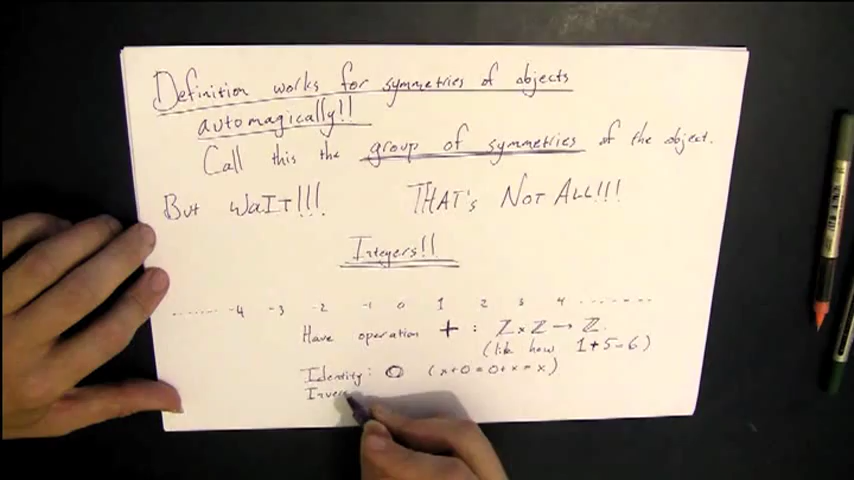 Definition works for symmetries of objects
automagically!!
Call this the group of symmetries of the object.
But WaIT!!! THAT's NOT ALL!!!
Integers!!
...... -4 -3 -2 -1 0 1 2 3 4 .......
Have operation + : ℤ x ℤ → ℤ.
(like how 1+5=6)
Identity: 0 (x+0=0+x=x)
Invers